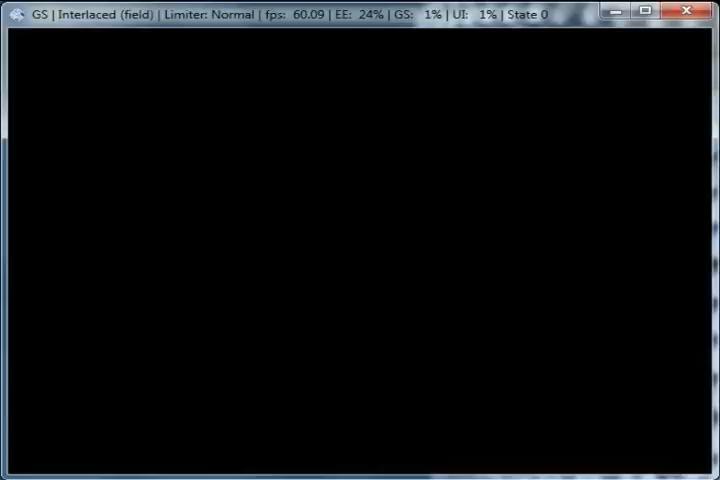 GS | Interlaced (field) | Limiter: Normal | fps: 60.09 | EE: 24% | GS: 1% | UI: 1% | State 0